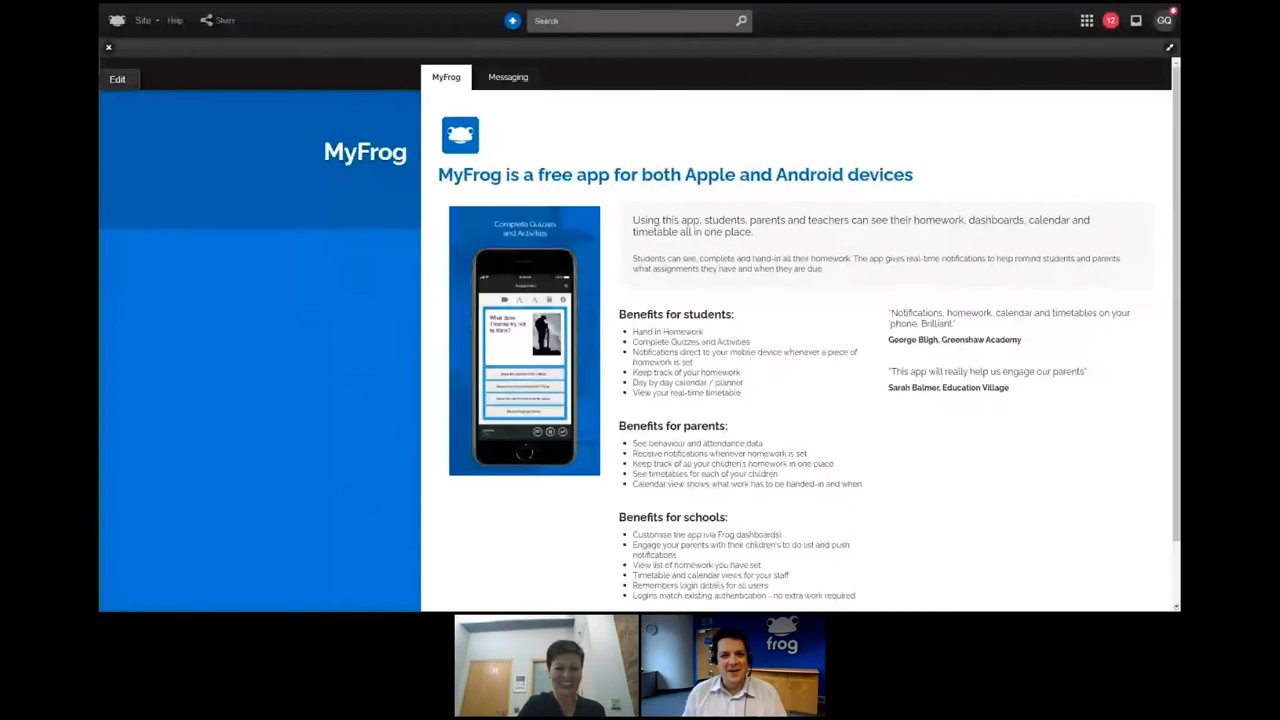 Site
Help
Share
Search
12
GQ
Edit
MyFrog
Messaging
MyFrog
MyFrog is a free app for both Apple and Android devices
Complete Quizzes
and Activities
Assignment
Using this app, students, parents and teachers can see their homework, dashboards, calendar and
timetable all in one place.
Students can see, complete and hand-in all their homework. The app gives real-time notifications to help remind students and parents
what assignments they have and when they are due.
Benefits for students:
Hand in Homework
Complete Quizzes and Activities
Notifications direct to your mobile device whenever a piece of
homework is set
Keep track of your homework
Day by day calendar / planner
View your real-time timetable
"Notifications, homework, calendar and timetables on your
'phone, Brilliant."
George Bligh, Greenshaw Academy
"This app will really help us engage our parents"
Sarah Balmer, Education Village
Benefits for parents:
See behaviour and attendance data
Receive notifications whenever homework is set
Keep track of all your children's homework in one place
See timetables for each of your children
Calendar view shows what work has to be handed-in and when
Benefits for schools:
Customise the app (via Frog dashboards)
Engage your parents with their children's to do list and push
notifications
View list of homework you have set
Timetable and calendar views for your staff
Remembers login details for all users
Logins match existing authentication - no extra work required
frog